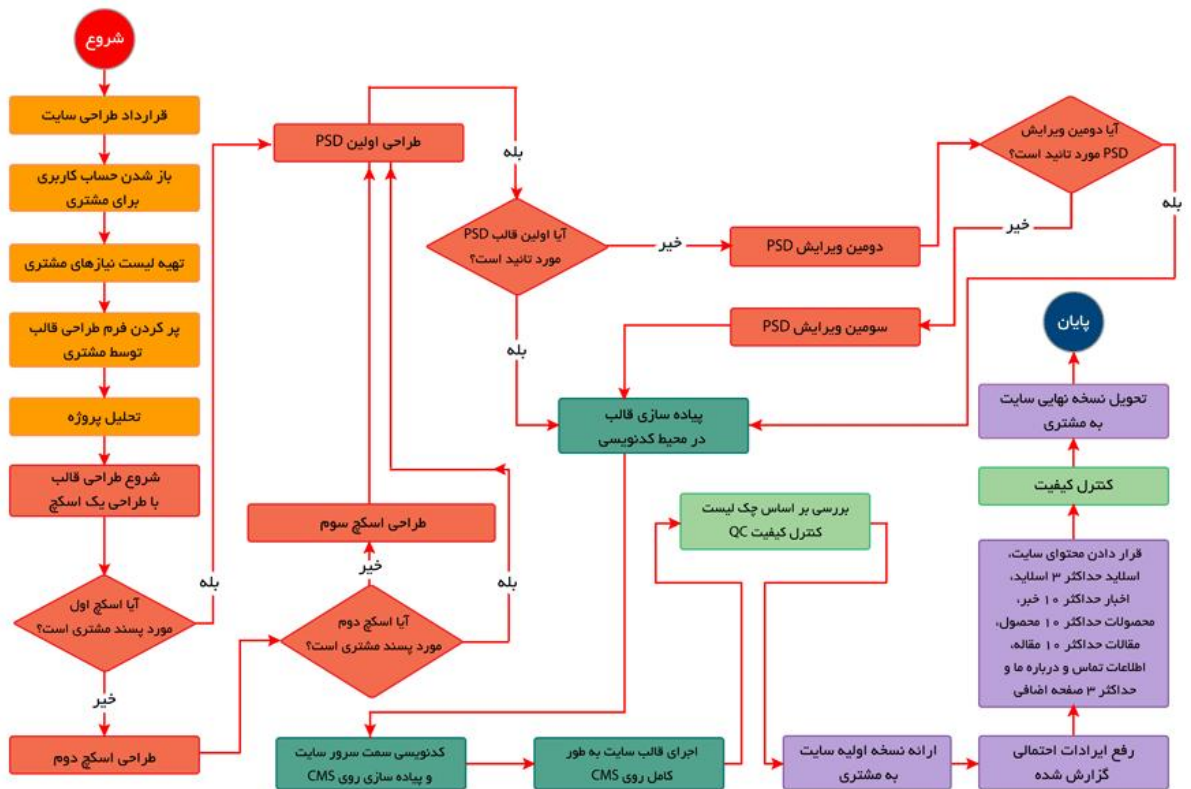 شروع
قرارداد طراحی سایت
باز شدن حساب کاربری
برای مشتری
تهیه لیست نیازهای مشتری
پر کردن فرم طراحی قالب
توسط مشتری
تحلیل پروژه
شروع طراحی قالب
با طراحی یک اسکچ
آیا اسکچ اول
مورد پسند مشتری است؟
بله
خیر
طراحی اسکچ دوم
آیا اسکچ دوم
مورد پسند مشتری است؟
خیر
بله
طراحی اسکچ سوم
طراحی اولین PSD
بله
آیا اولین قالب PSD
مورد تائید است؟
خیر
بله
دومین ویرایش PSD
آیا دومین ویرایش
PSD مورد تائید است؟
خیر
بله
سومین ویرایش PSD
پیاده سازی قالب
در محیط کدنویسی
کدنویسی سمت سرور سایت
و پیاده سازی روی CMS
اجرای قالب سایت به طور
کامل روی CMS
بررسی بر اساس چک لیست
کنترل کیفیت QC
ارائه نسخه اولیه سایت
به مشتری
رفع ایرادات احتمالی
گزارش شده
قرار دادن محتوای سایت،
اسلاید حداکثر ۳ اسلاید،
اخبار حداکثر ۱۰ خبر،
محصولات حداکثر ۱۰ محصول،
مقالات حداکثر ۱۰ مقاله،
اطلاعات تماس و درباره ما و
حداکثر ۳ صفحه اضافی
کنترل کیفیت
تحویل نسخه نهایی سایت
به مشتری
پایان